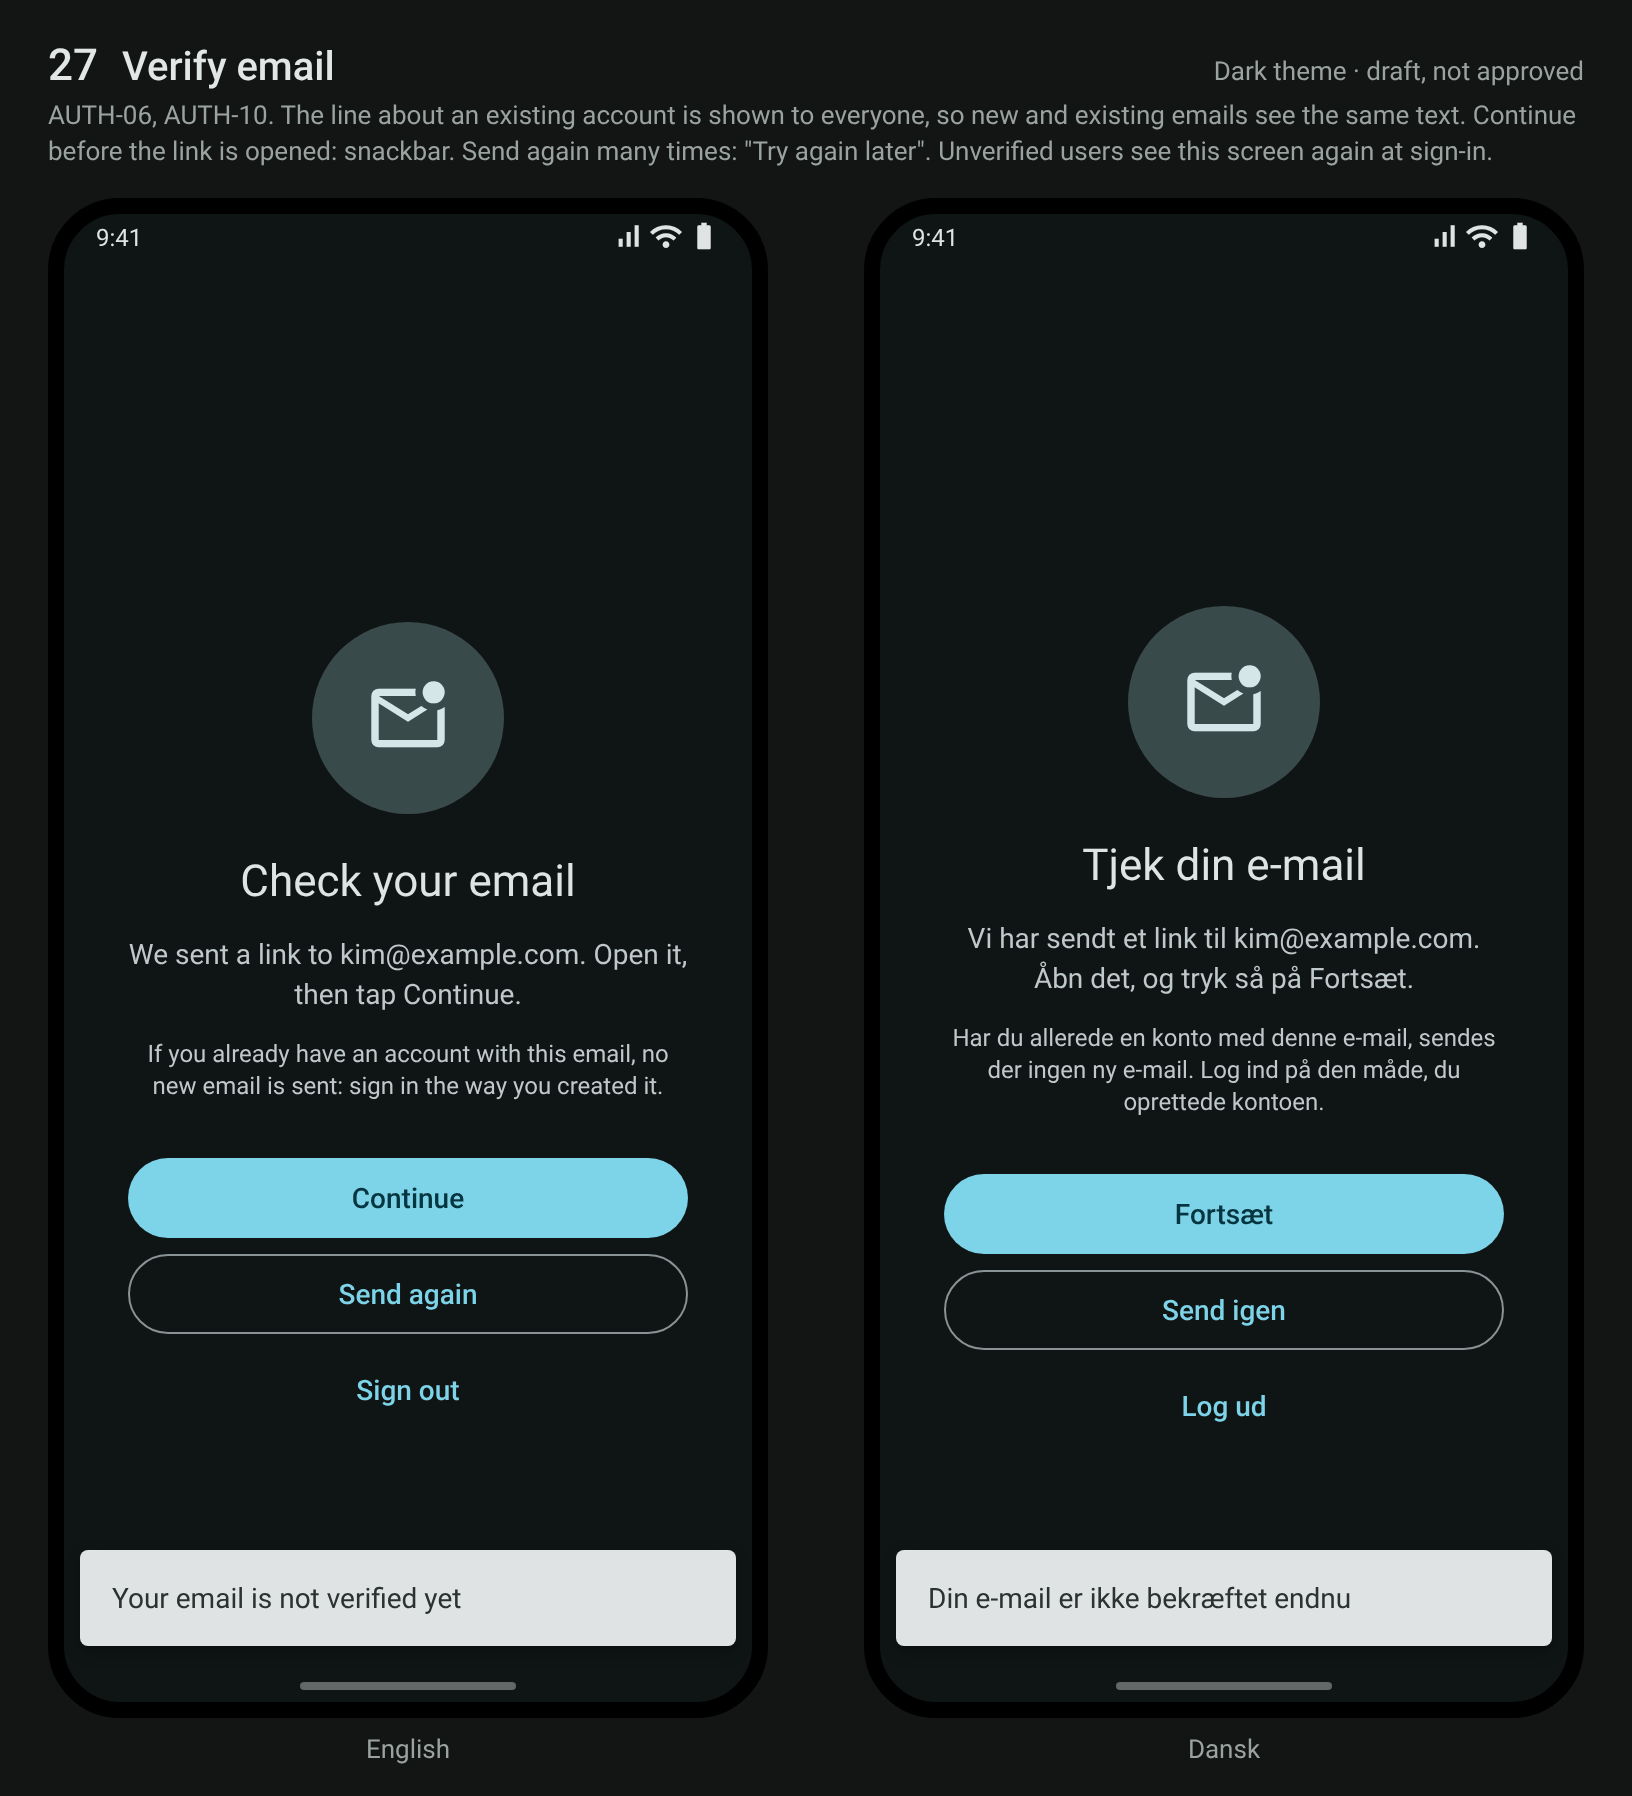 27 Verify email
Dark theme · draft, not approved
AUTH-06, AUTH-10. The line about an existing account is shown to everyone, so new and existing emails see the same text. Continue
before the link is opened: snackbar. Send again many times: "Try again later". Unverified users see this screen again at sign-in.
9:41
Check your email
We sent a link to kim@example.com. Open it,
then tap Continue.
If you already have an account with this email, no
new email is sent: sign in the way you created it.
Continue
Send again
Sign out
Your email is not verified yet
English
9:41
Tjek din e-mail
Vi har sendt et link til kim@example.com.
Åbn det, og tryk så på Fortsæt.
Har du allerede en konto med denne e-mail, sendes
der ingen ny e-mail. Log ind på den måde, du
oprettede kontoen.
Fortsæt
Send igen
Log ud
Din e-mail er ikke bekræftet endnu
Dansk